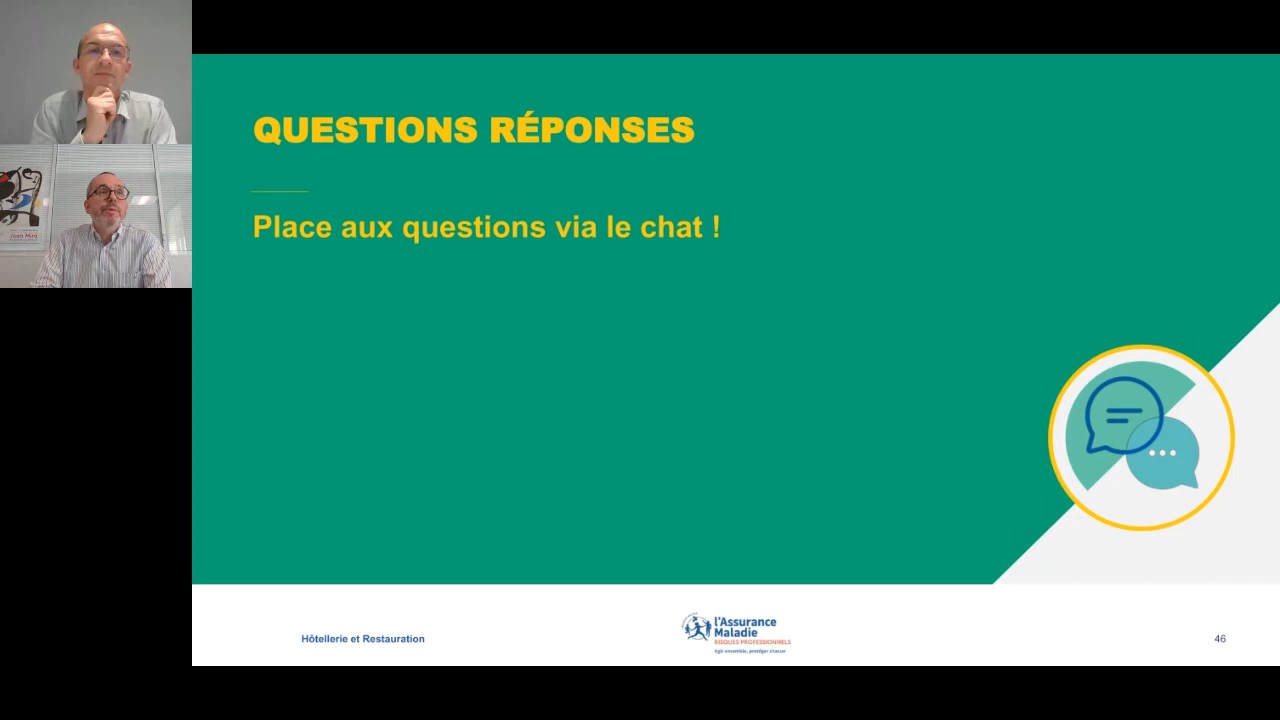 QUESTIONS RÉPONSES
Place aux questions via le chat !
Joan Miró
Hôtellerie et Restauration
l'Assurance
Maladie
RISQUES PROFESSIONNELS
Agir ensemble, protéger chacun
46